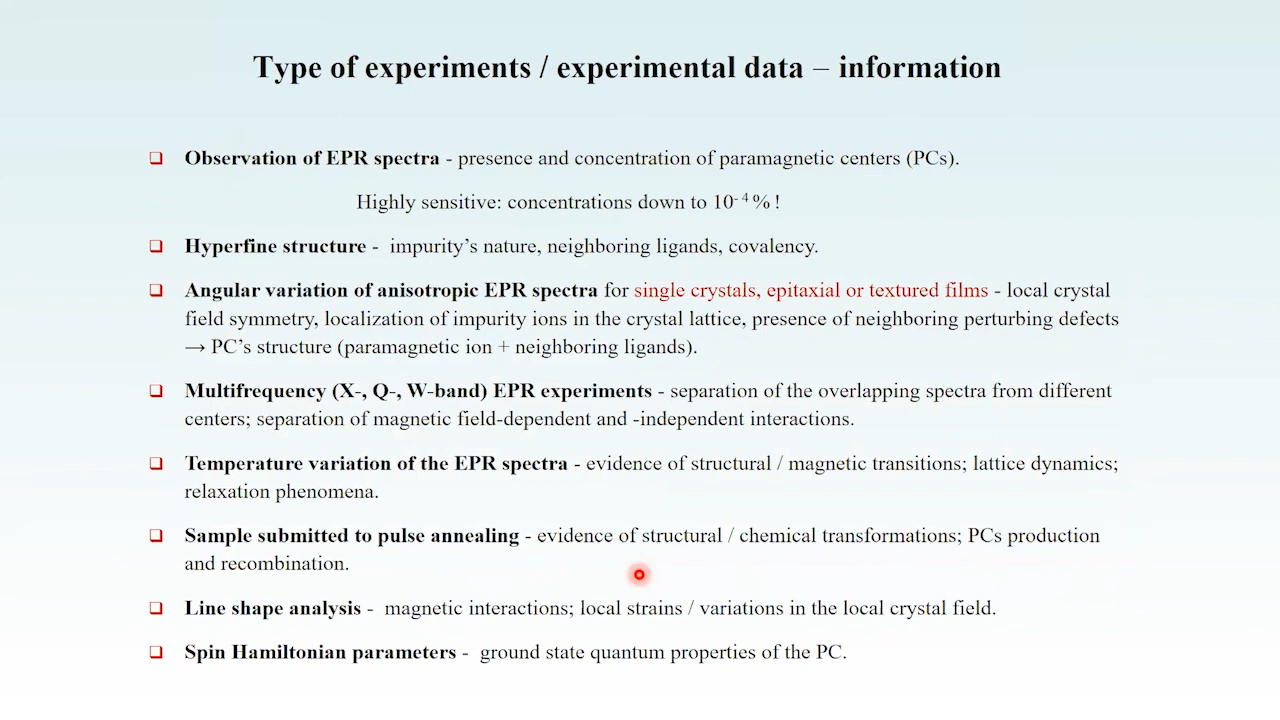 Type of experiments / experimental data – information
❑ Observation of EPR spectra - presence and concentration of paramagnetic centers (PCs).
Highly sensitive: concentrations down to 10⁻⁴ % !
❑ Hyperfine structure - impurity’s nature, neighboring ligands, covalency.
❑ Angular variation of anisotropic EPR spectra for single crystals, epitaxial or textured films - local crystal
field symmetry, localization of impurity ions in the crystal lattice, presence of neighboring perturbing defects
→ PC’s structure (paramagnetic ion + neighboring ligands).
❑ Multifrequency (X-, Q-, W-band) EPR experiments - separation of the overlapping spectra from different
centers; separation of magnetic field-dependent and -independent interactions.
❑ Temperature variation of the EPR spectra - evidence of structural / magnetic transitions; lattice dynamics;
relaxation phenomena.
❑ Sample submitted to pulse annealing - evidence of structural / chemical transformations; PCs production
and recombination.
❑ Line shape analysis - magnetic interactions; local strains / variations in the local crystal field.
❑ Spin Hamiltonian parameters - ground state quantum properties of the PC.